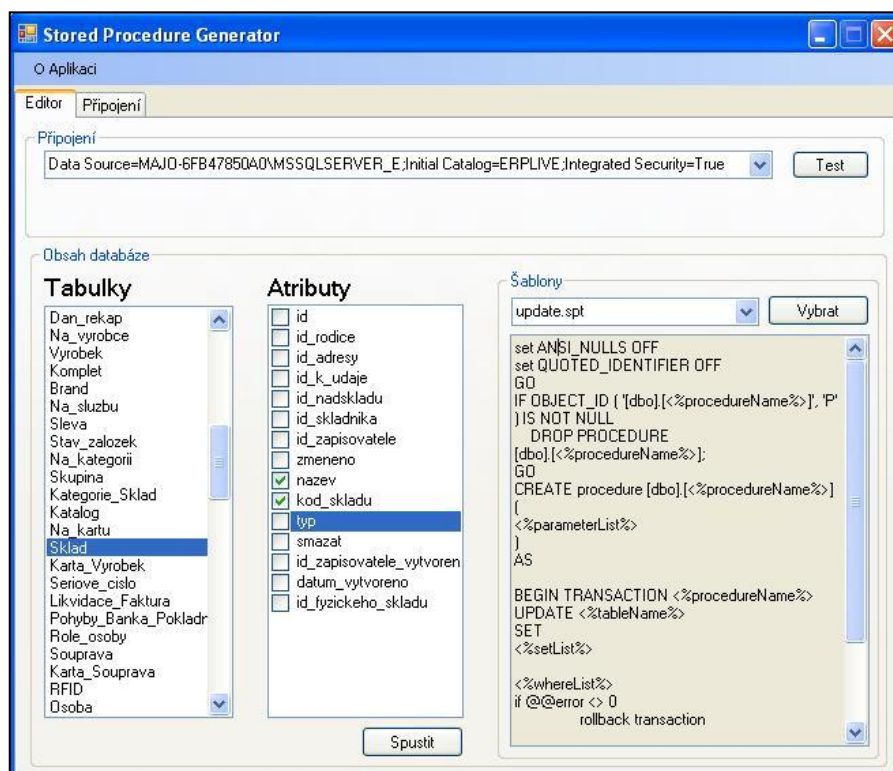 Stored Procedure Generator
O Aplikaci
Editor
Připojení
Připojení
Data Source=MAJO-6FB47850A0\MSSQLSERVER_E;Initial Catalog=ERPLIVE;Integrated Security=True
Test
Obsah databáze
Tabulky
Dan_rekap
Na_vyrobce
Vyrobek
Komplet
Brand
Na_sluzbu
Sleva
Stav_zalozek
Na_kategorii
Skupina
Kategorie_Sklad
Katalog
Na_kartu
Sklad
Karta_Vyrobek
Seriove_cislo
Likvidace_Faktura
Pohyby_Banka_Pokladr
Role_osoby
Souprava
Karta_Souprava
RFID
Osoba
Atributy
id
id_rodice
id_adresy
id_k_udaje
id_nadskladu
id_skladnika
id_zapisovatele
zmeneno
nazev
kod_skladu
typ
smazat
id_zapisovatele_vytvoren
datum_vytvoreno
id_fyzickeho_skladu
Spustit
Šablony
update.spt
Vybrat
set ANSI_NULLS OFF
set QUOTED_IDENTIFIER OFF
GO
IF OBJECT_ID ( '[dbo].[<%procedureName%>]', 'P'
) IS NOT NULL
DROP PROCEDURE
[dbo].[<%procedureName%>];
GO
CREATE procedure [dbo].[<%procedureName%>]
(
<%parameterList%>
)
AS
BEGIN TRANSACTION <%procedureName%>
UPDATE <%tableName%>
SET
<%setList%>
<%whereList%>
if @@error <> 0
rollback transaction